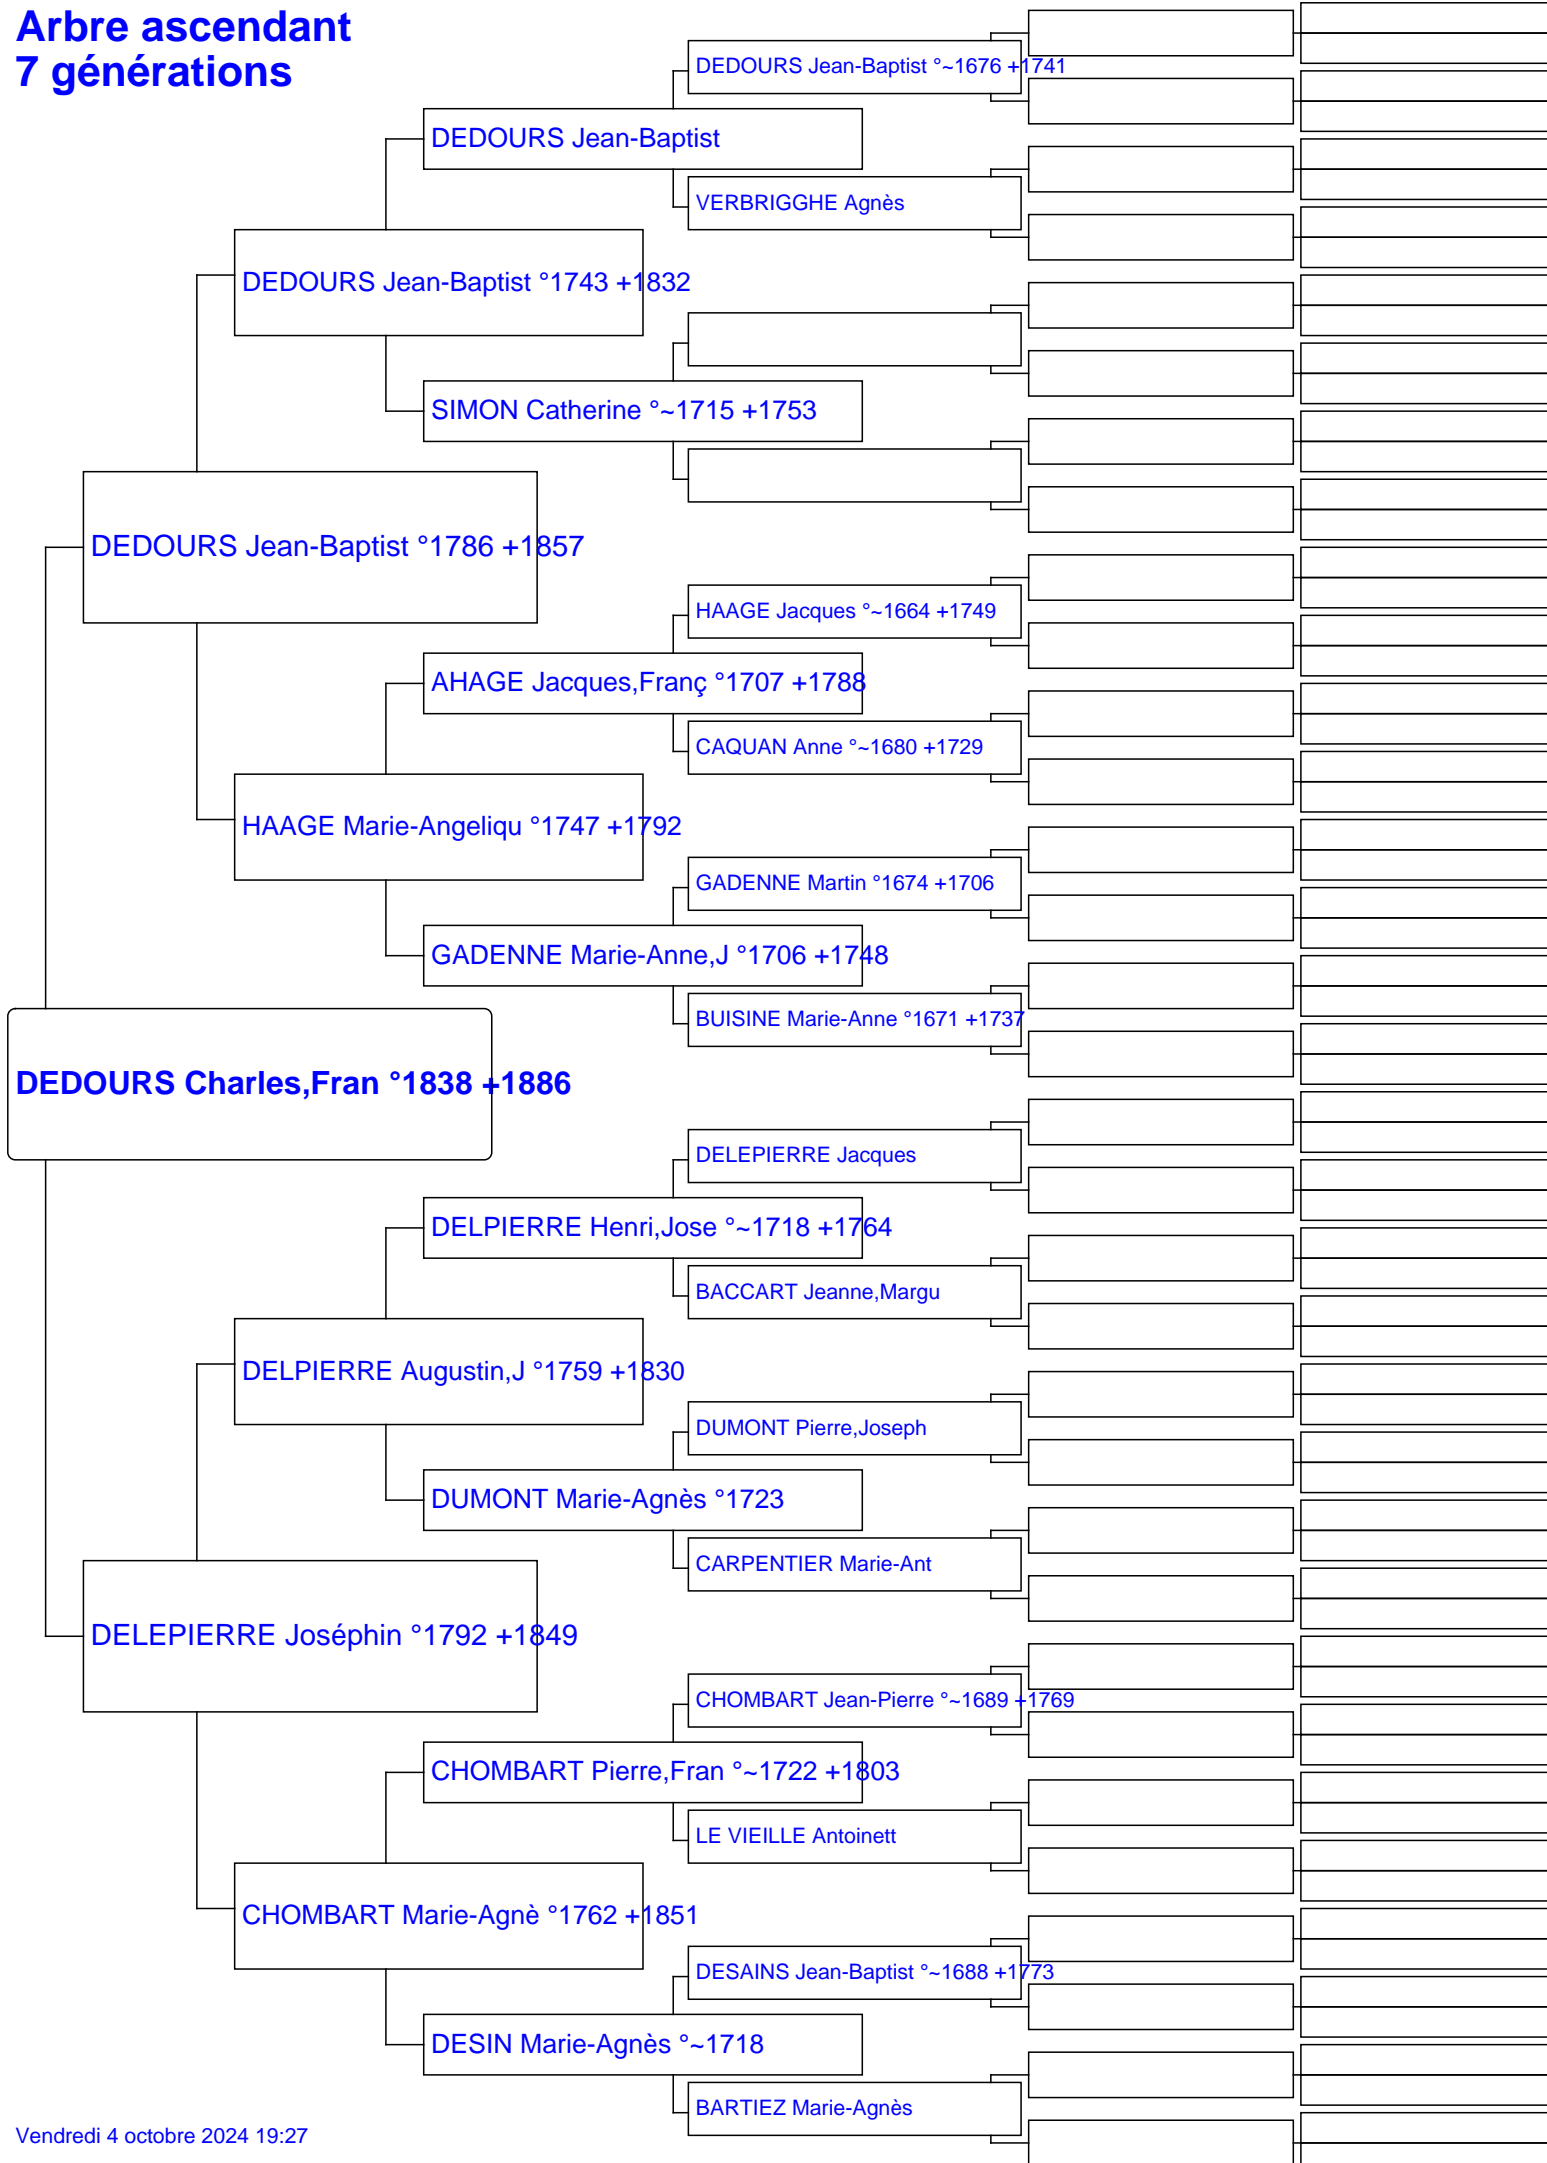 Arbre ascendant
7 générations
DEDOURS Jean-Baptist °~1676 +1741
DEDOURS Jean-Baptist
VERBRIGGHE Agnès
DEDOURS Jean-Baptist °1743 +1832
SIMON Catherine °~1715 +1753
DEDOURS Jean-Baptist °1786 +1857
HAAGE Jacques °~1664 +1749
AHAGE Jacques,Franç °1707 +1788
CAQUAN Anne °~1680 +1729
HAAGE Marie-Angeliqu °1747 +1792
GADENNE Martin °1674 +1706
GADENNE Marie-Anne,J °1706 +1748
BUISINE Marie-Anne °1671 +1737
DEDOURS Charles,Fran °1838 +1886
DELEPIERRE Jacques
DELPIERRE Henri,Jose °~1718 +1764
BACCART Jeanne,Margu
DELPIERRE Augustin,J °1759 +1830
DUMONT Pierre,Joseph
DUMONT Marie-Agnès °1723
CARPENTIER Marie-Ant
DELEPIERRE Joséphin °1792 +1849
CHOMBART Jean-Pierre °~1689 +1769
CHOMBART Pierre,Fran °~1722 +1803
LE VIEILLE Antoinett
CHOMBART Marie-Agnè °1762 +1851
DESAINS Jean-Baptist °~1688 +1773
DESIN Marie-Agnès °~1718
BARTIEZ Marie-Agnès
Vendredi 4 octobre 2024 19:27